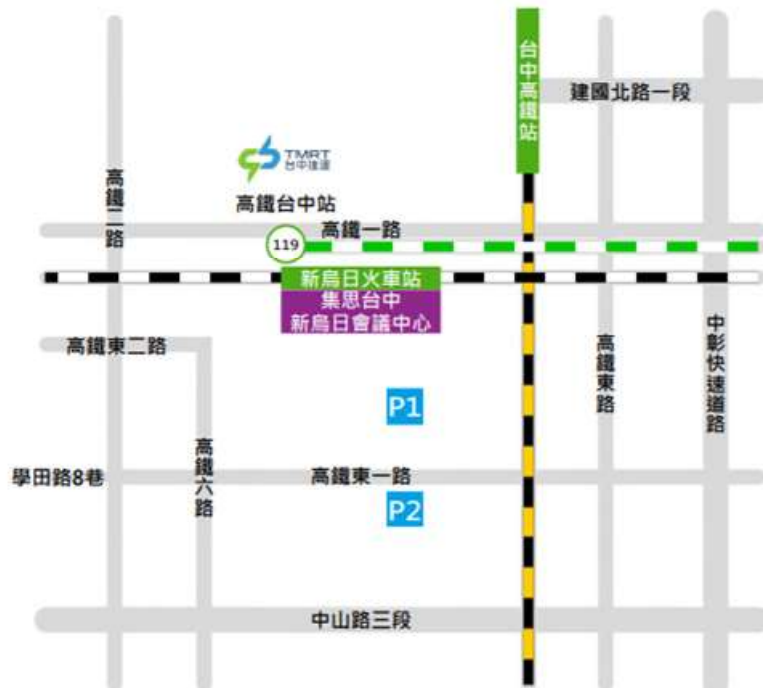 台中高鐵站
建國北路一段
TMRT
台中捷運
高鐵二路
高鐵台中站
高鐵一路
119
新烏日火車站
集思台中
新烏日會議中心
高鐵東二路
中彰快速道路
高鐵東路
P1
高鐵六路
學田路8巷
高鐵東一路
P2
中山路三段